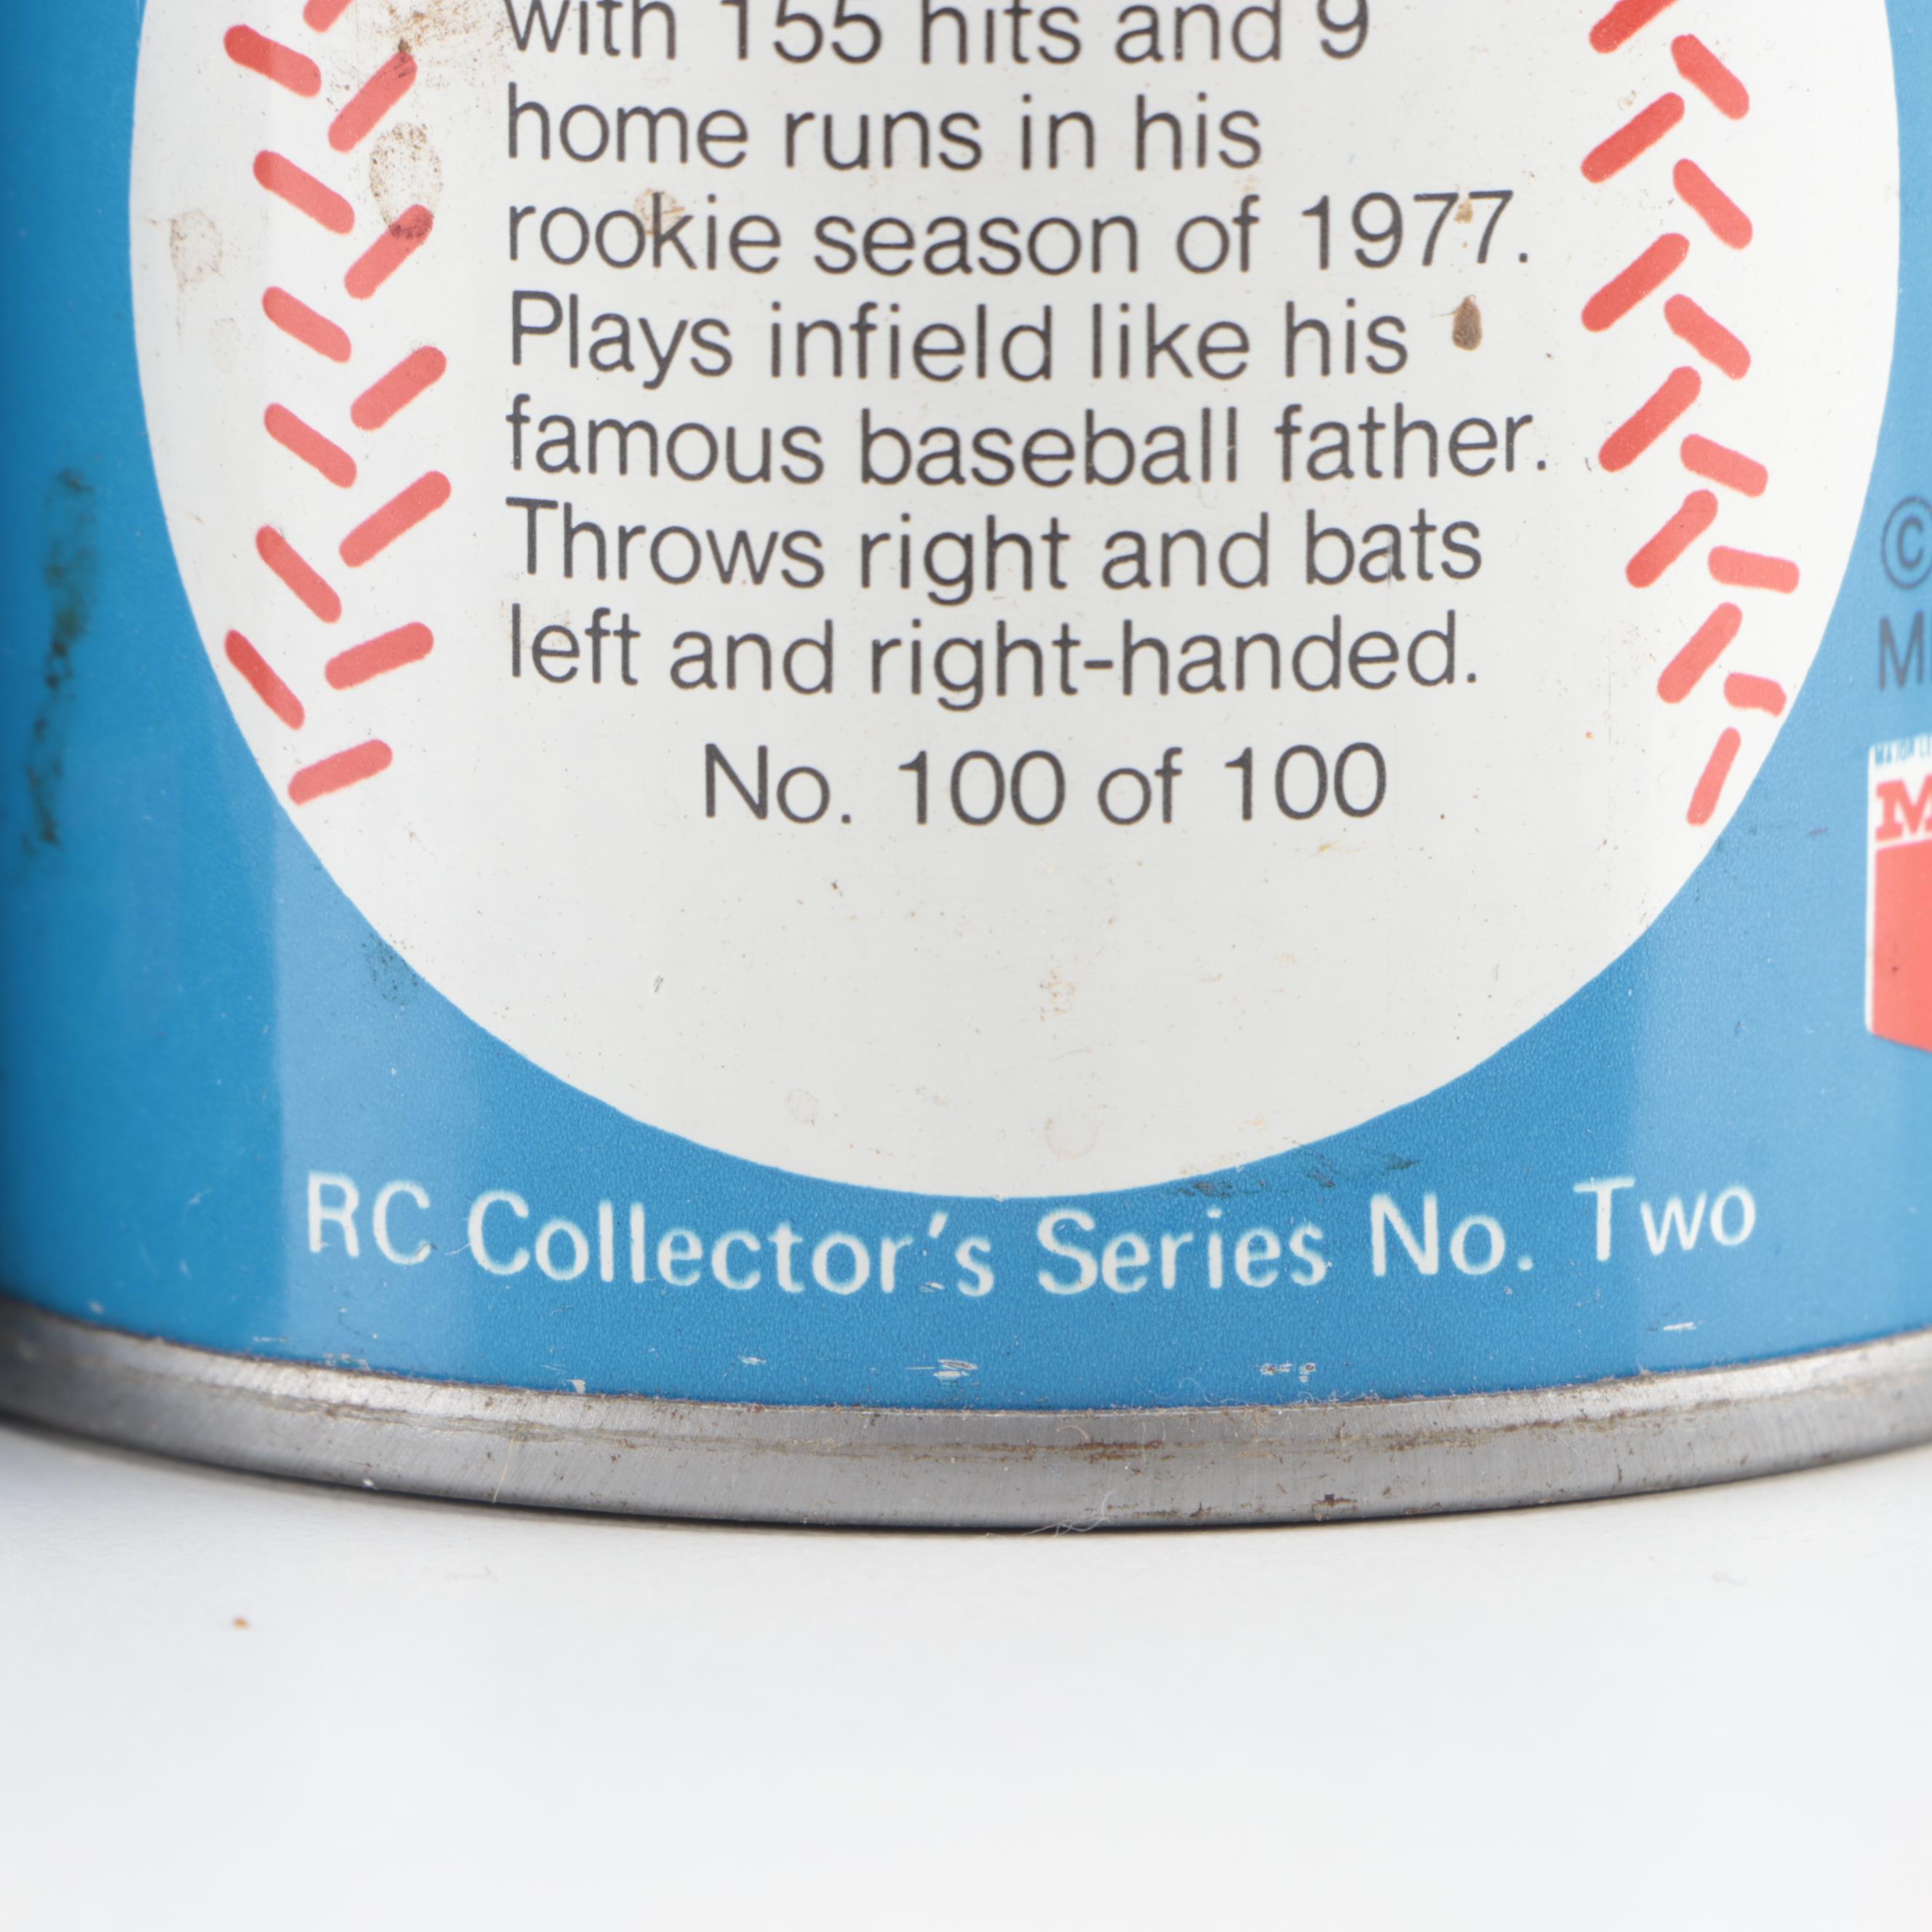 with 155 hits and 9
home runs in his
rookie season of 1977.
Plays infield like his
famous baseball father.
Throws right and bats
left and right-handed.
No. 100 of 100
©
RC Collector's Series No. Two